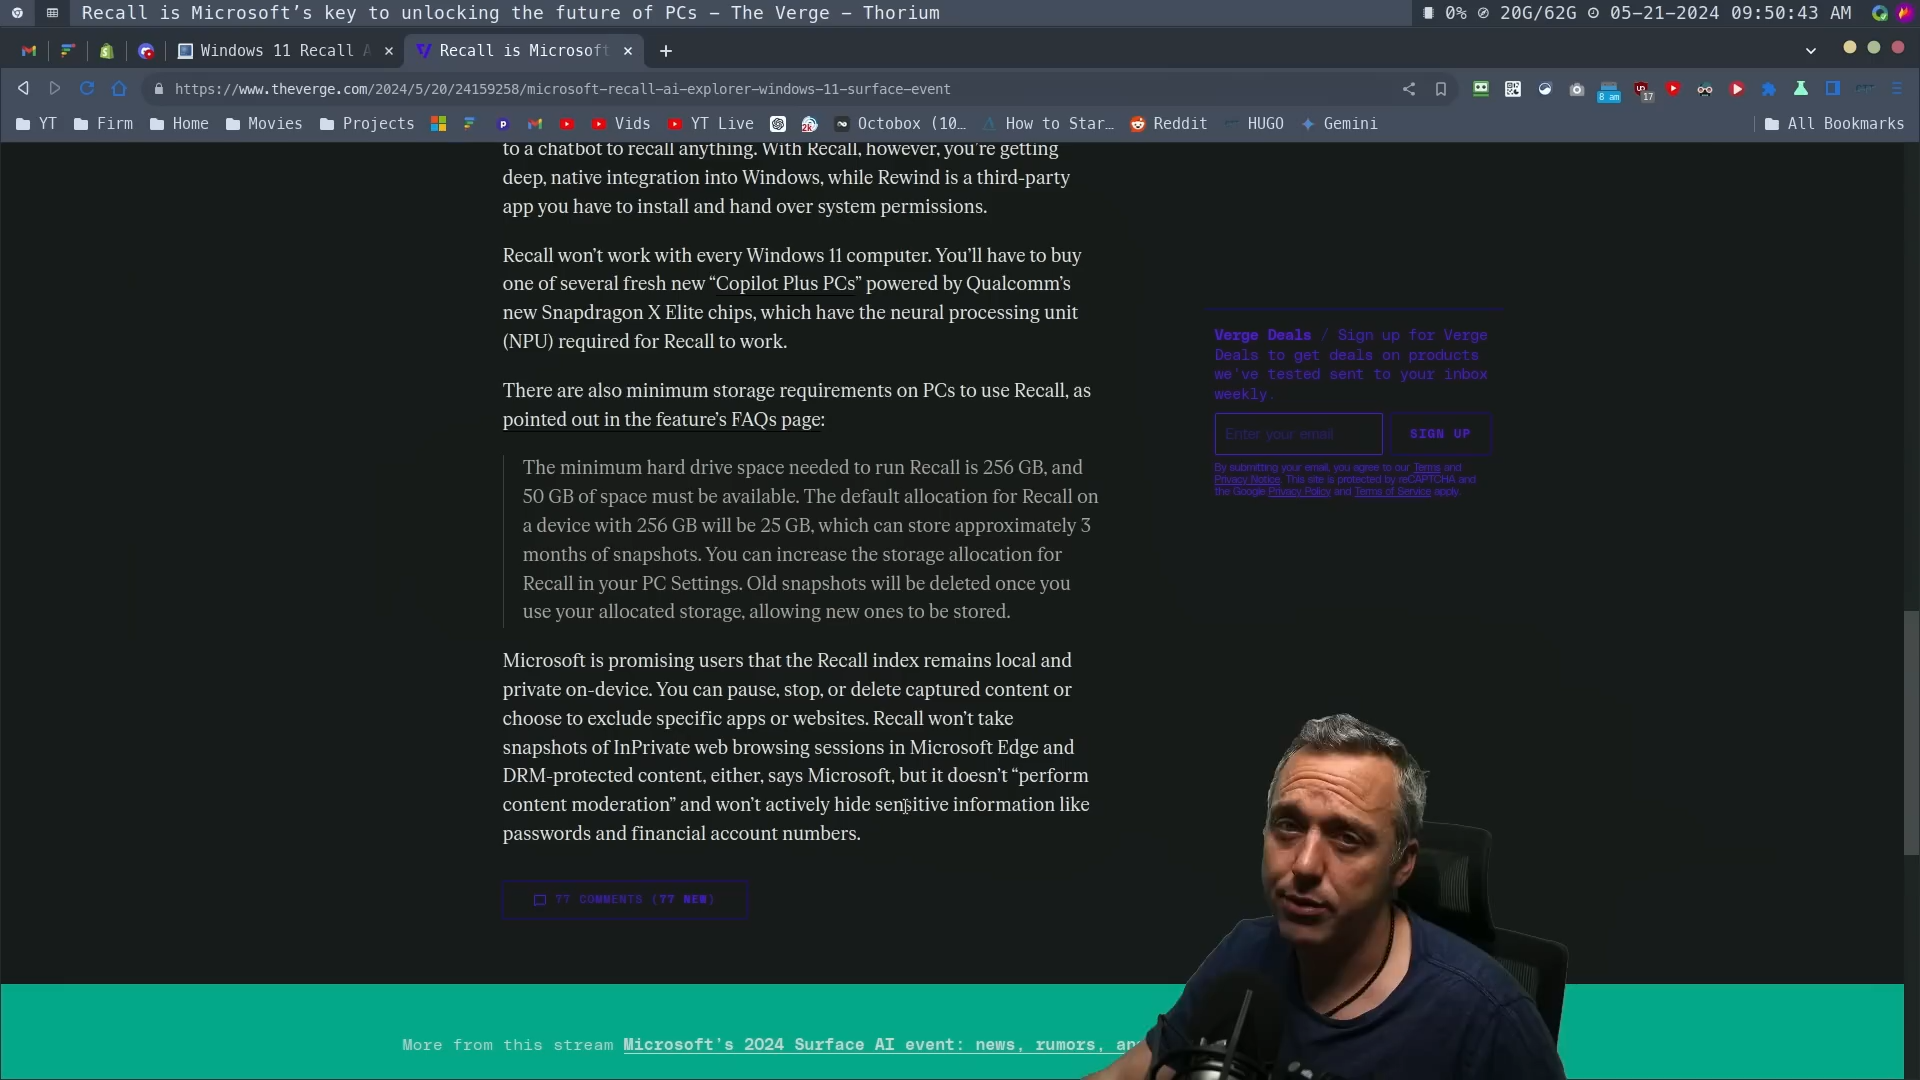 Recall is Microsoft's key to unlocking the future of PCs – The Verge – Thorium
0% 20G/62G 05-21-2024 09:50:43 AM
Windows 11 Recall A
Recall is Microsoft
https://www.theverge.com/2024/5/20/24159258/microsoft-recall-ai-explorer-windows-11-surface-event
8 am
17
YT Firm Home Movies Projects Vids YT Live 2k Octobox (10… How to Star… Reddit HUGO Gemini All Bookmarks
to a chatbot to recall anything. With Recall, however, you're getting
deep, native integration into Windows, while Rewind is a third-party
app you have to install and hand over system permissions.
Recall won't work with every Windows 11 computer. You'll have to buy
one of several fresh new “Copilot Plus PCs” powered by Qualcomm's
new Snapdragon X Elite chips, which have the neural processing unit
(NPU) required for Recall to work.
There are also minimum storage requirements on PCs to use Recall, as
pointed out in the feature's FAQs page:
The minimum hard drive space needed to run Recall is 256 GB, and
50 GB of space must be available. The default allocation for Recall on
a device with 256 GB will be 25 GB, which can store approximately 3
months of snapshots. You can increase the storage allocation for
Recall in your PC Settings. Old snapshots will be deleted once you
use your allocated storage, allowing new ones to be stored.
Microsoft is promising users that the Recall index remains local and
private on-device. You can pause, stop, or delete captured content or
choose to exclude specific apps or websites. Recall won't take
snapshots of InPrivate web browsing sessions in Microsoft Edge and
DRM-protected content, either, says Microsoft, but it doesn't “perform
content moderation” and won't actively hide sensitive information like
passwords and financial account numbers.
77 COMMENTS (77 NEW)
Verge Deals / Sign up for Verge
Deals to get deals on products
we've tested sent to your inbox
weekly.
Enter your email
SIGN UP
By submitting your email, you agree to our Terms and
Privacy Notice. This site is protected by reCAPTCHA and
the Google Privacy Policy and Terms of Service apply.
More from this stream Microsoft's 2024 Surface AI event: news, rumors, an